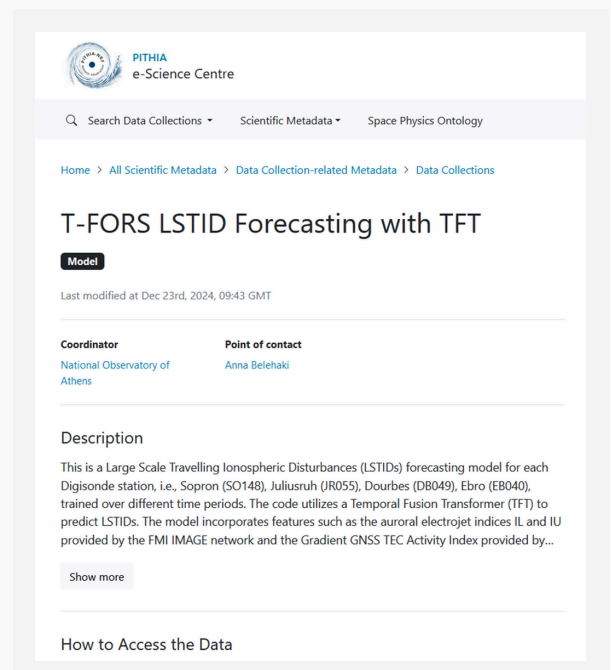 PITHIA
e-Science Centre
Search Data Collections
Scientific Metadata
Space Physics Ontology
Home > All Scientific Metadata > Data Collection-related Metadata > Data Collections
T-FORS LSTID Forecasting with TFT
Model
Last modified at Dec 23rd, 2024, 09:43 GMT
Coordinator
National Observatory of
Athens
Point of contact
Anna Belehaki
Description
This is a Large Scale Travelling Ionospheric Disturbances (LSTIDs) forecasting model for each
Digisonde station, i.e., Sopron (SO148), Juliusruh (JR055), Dourbes (DB049), Ebro (EB040),
trained over different time periods. The code utilizes a Temporal Fusion Transformer (TFT) to
predict LSTIDs. The model incorporates features such as the auroral electrojet indices IL and IU
provided by the FMI IMAGE network and the Gradient GNSS TEC Activity Index provided by...
Show more
How to Access the Data